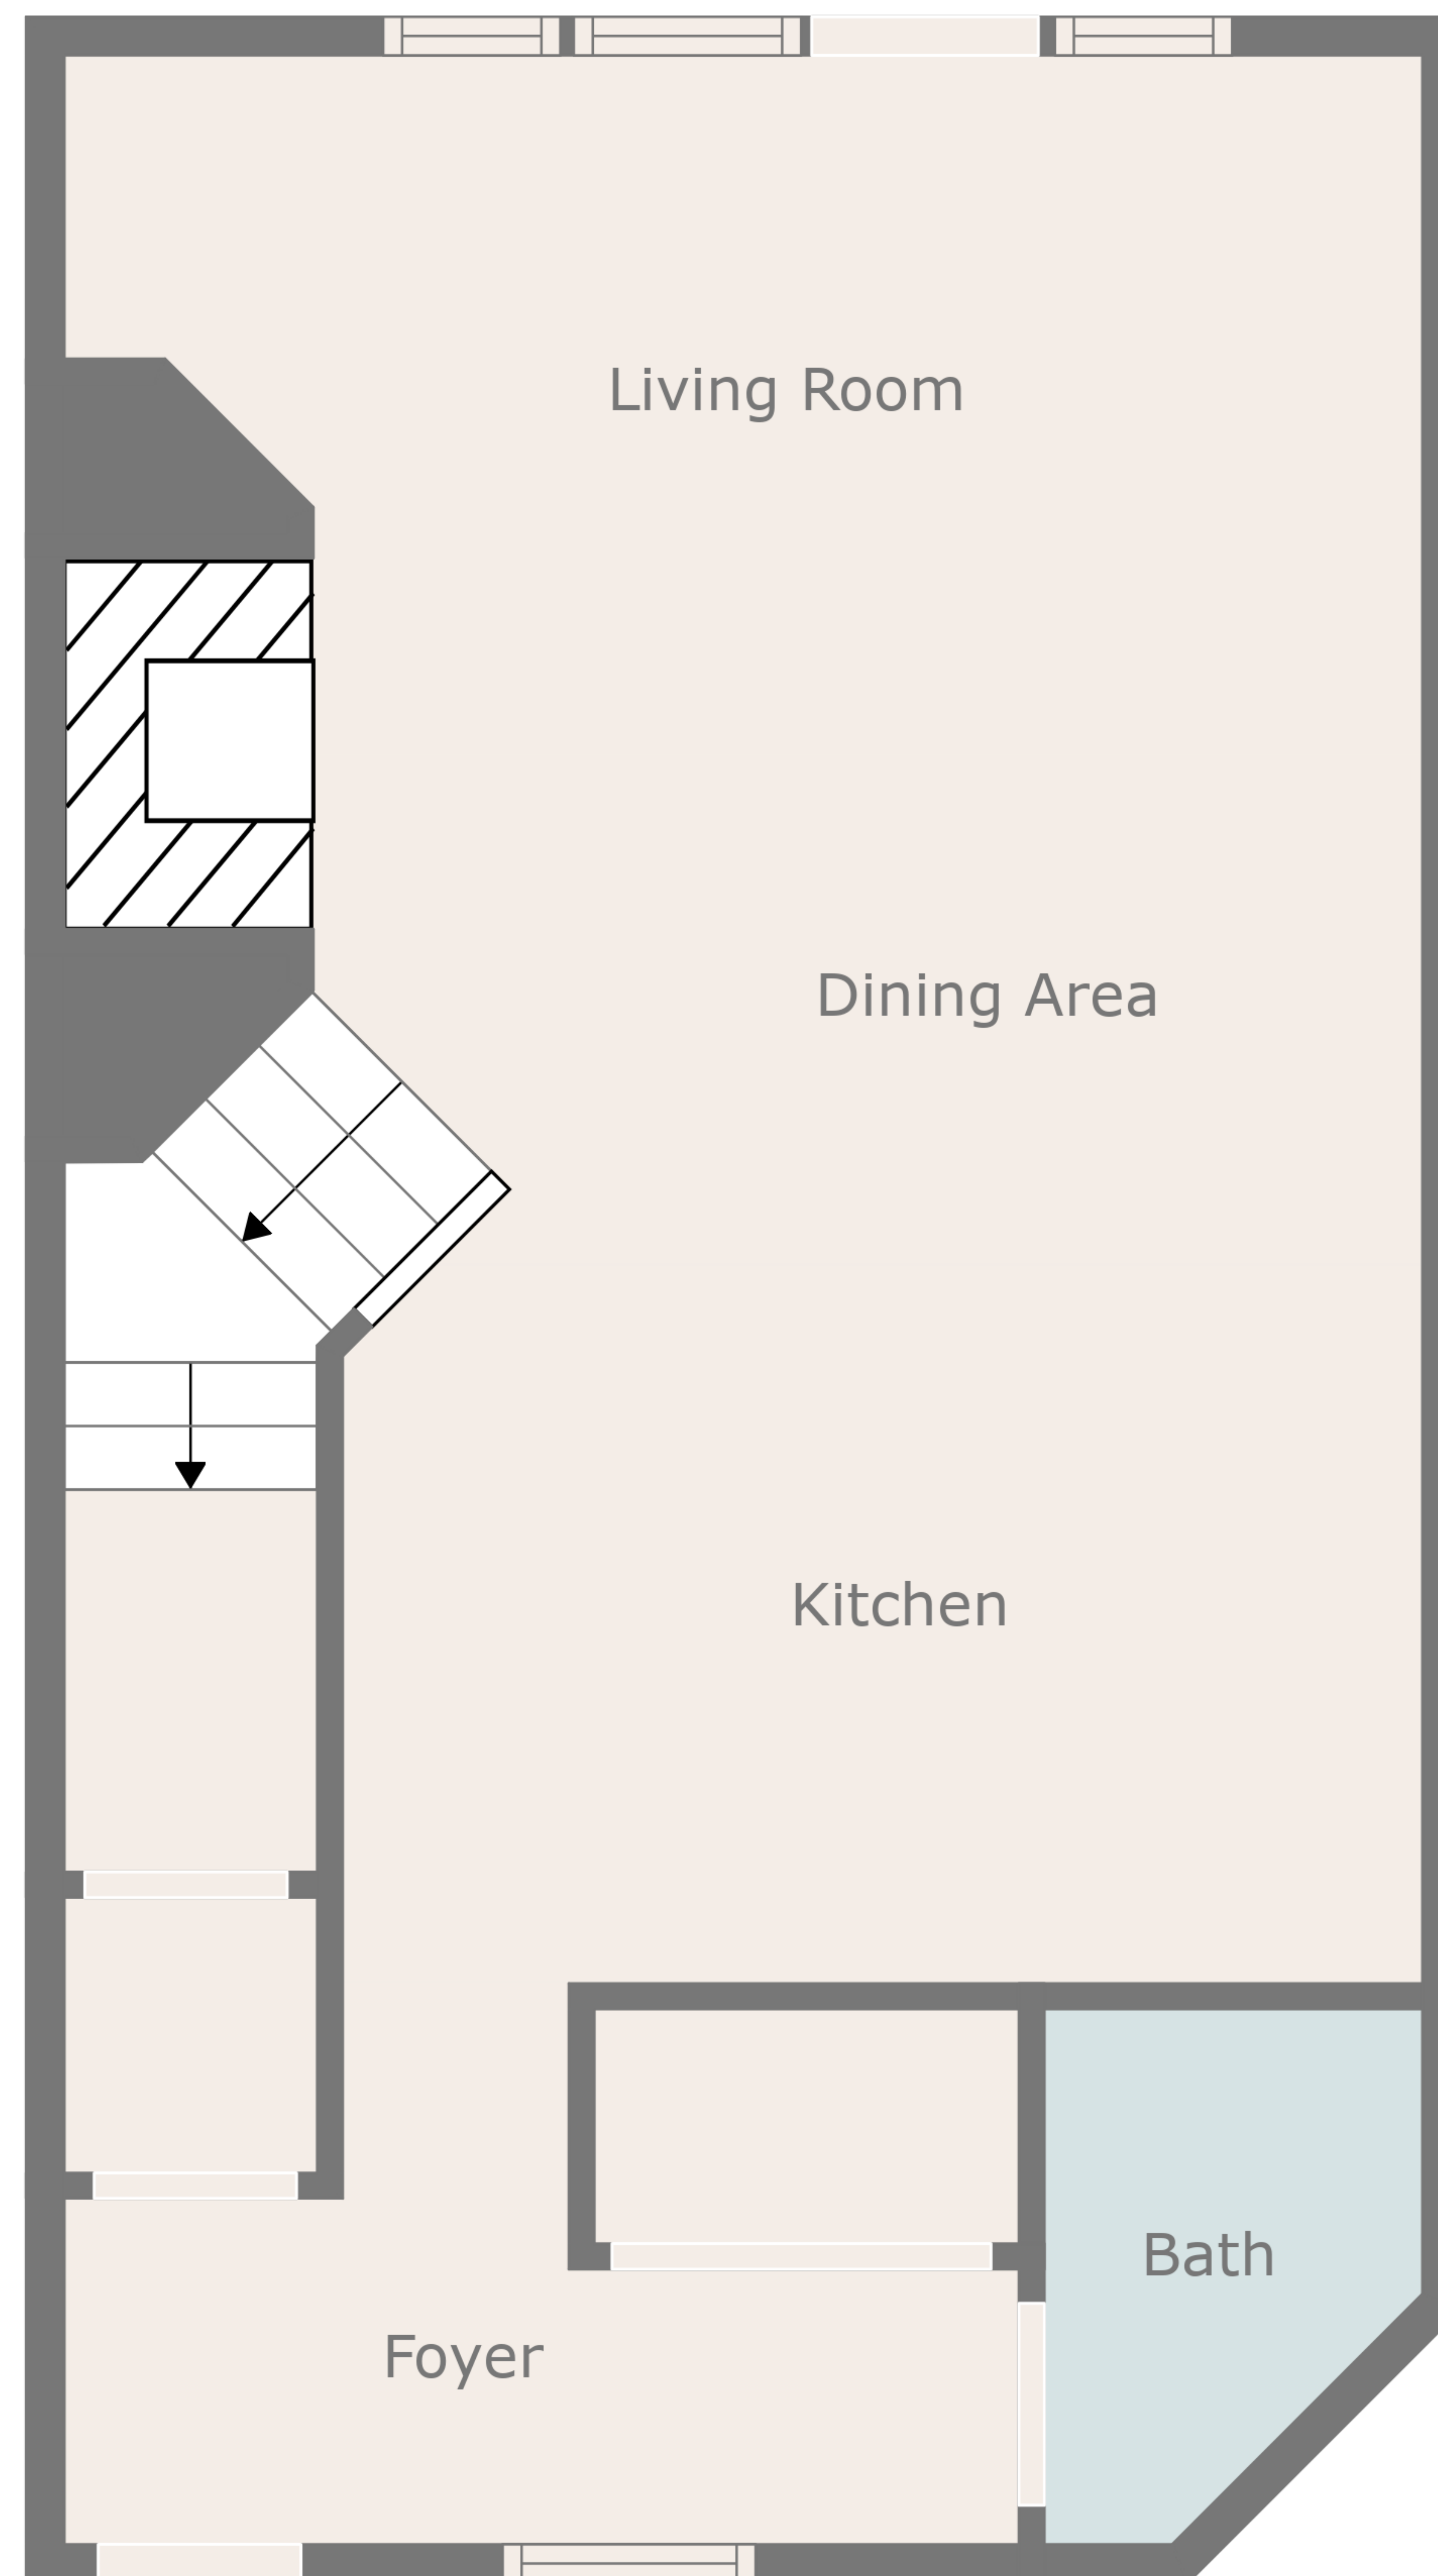 Living Room
Dining Area
Kitchen
Bath
Foyer